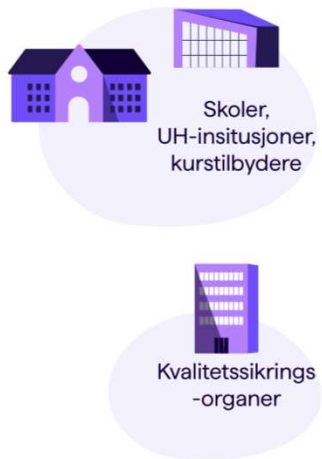 Skoler,
UH-insitusjoner,
kurstilbydere
Kvalitetssikrings
-organer